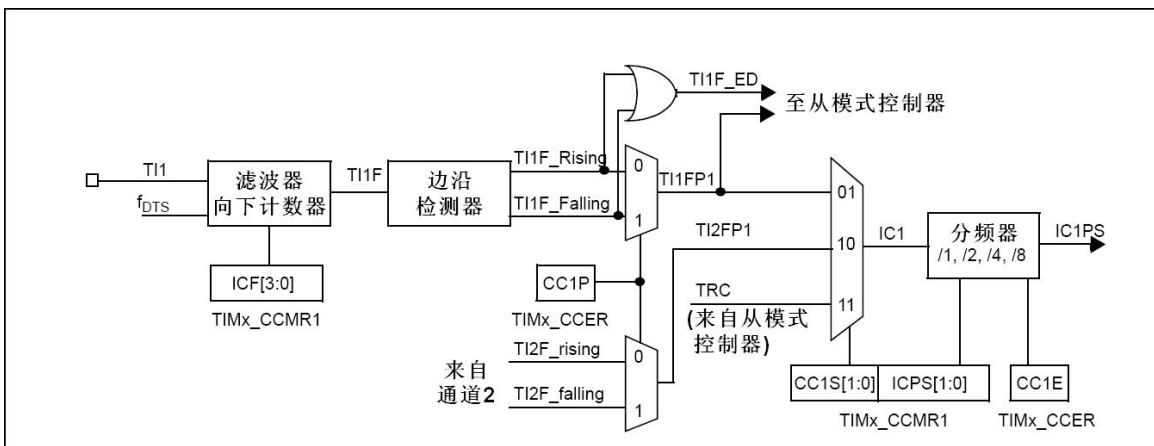 TI1F_ED
至从模式控制器
TI1
f_DTS
滤波器
向下计数器
TI1F
边沿
检测器
TI1F_Rising
TI1F_Falling
0
1
TI1FP1
TI2FP1
01
10
11
IC1
分频器
/1, /2, /4, /8
IC1PS
ICF[3:0]
TIMx_CCMR1
CC1P
TIMx_CCER
TRC
(来自从模式
控制器)
来自
通道2
TI2F_rising
TI2F_falling
0
1
CC1S[1:0]
ICPS[1:0]
TIMx_CCMR1
CC1E
TIMx_CCER